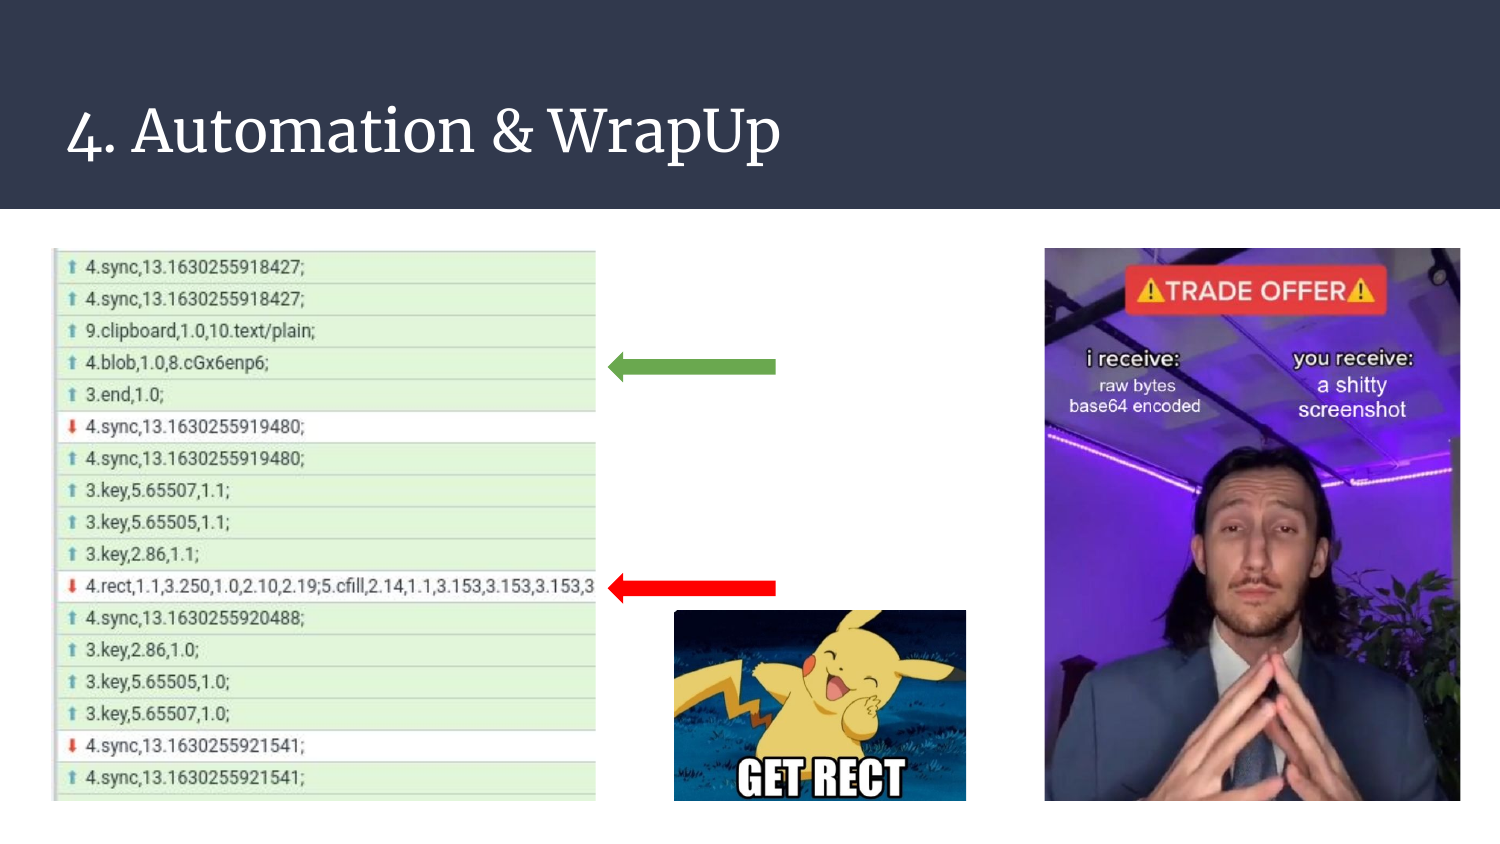 4. Automation & WrapUp
4.sync,13.1630255918427;
4.sync,13.1630255918427;
9.clipboard,1.0,10.text/plain;
4.blob,1.0,8.cGx6enp6;
3.end,1.0;
4.sync,13.1630255919480;
4.sync,13.1630255919480;
3.key,5.65507,1.1;
3.key,5.65505,1.1;
3.key,2.86,1.1;
4.rect,1.1,3.250,1.0,2.10,2.19;5.cfill,2.14,1.1,3.153,3.153,3.153,3
4.sync,13.1630255920488;
3.key,2.86,1.0;
3.key,5.65505,1.0;
3.key,5.65507,1.0;
4.sync,13.1630255921541;
4.sync,13.1630255921541;
GET RECT
⚠TRADE OFFER⚠
i receive:
raw bytes
base64 encoded
you receive:
a shitty
screenshot